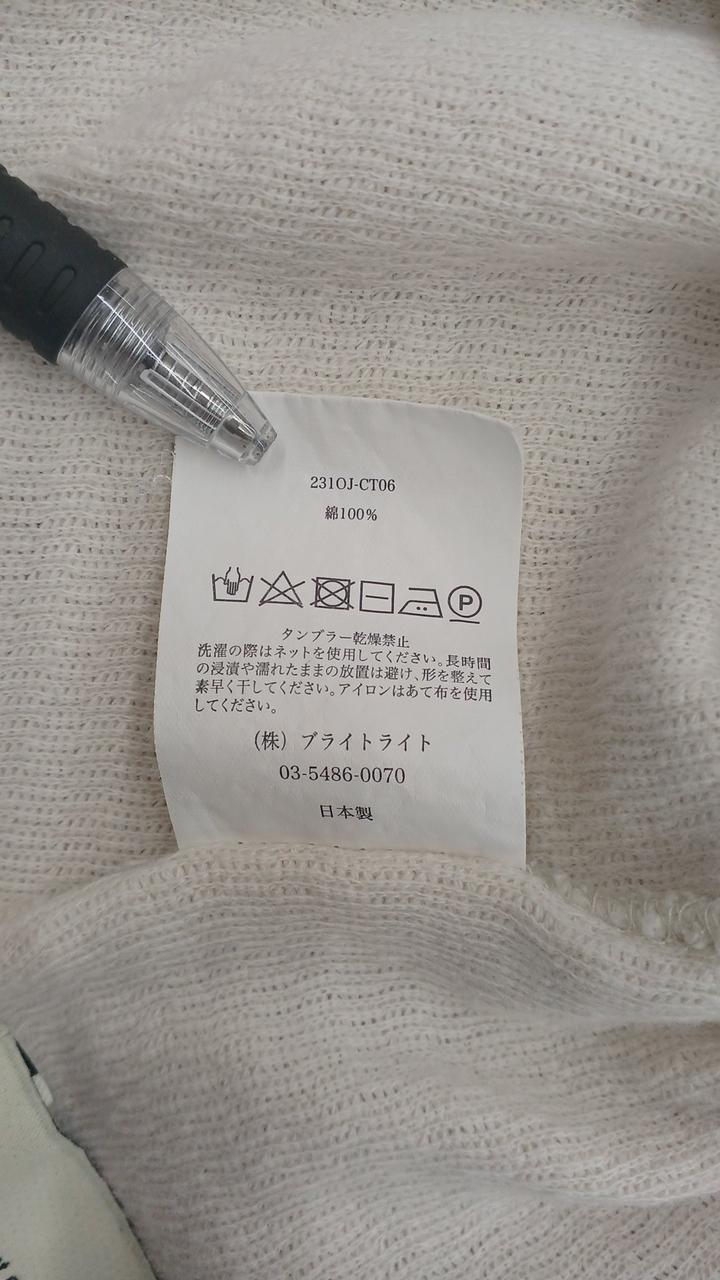 231OJ-CT06
綿100%
P
タンブラー乾燥禁止
洗濯の際はネットを使用してください。長時間
の浸漬や濡れたままの放置は避け、形を整えて
素早く干してください。アイロンはあて布を使用
してください。
(株) ブライトライト
03-5486-0070
日本製